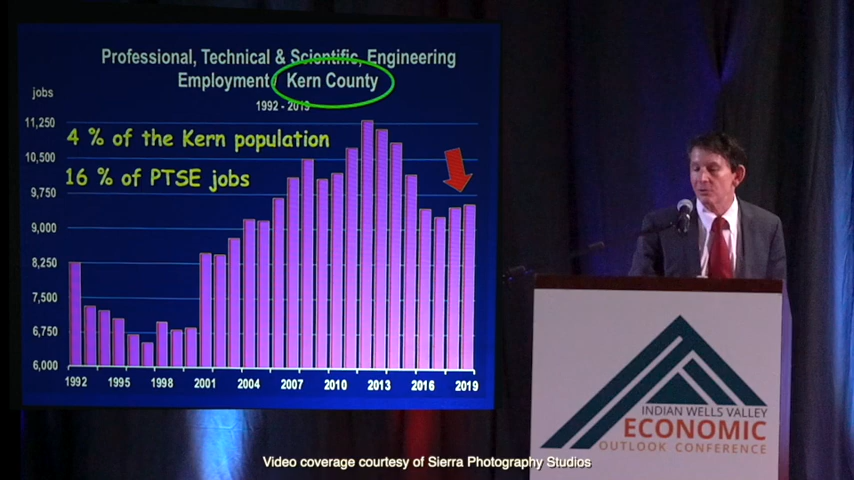 Professional, Technical & Scientific, Engineering
Employment Kern County
1992 - 2019
jobs
4 % of the Kern population
16 % of PTSE jobs
11,250
10,500
9,750
9,000
8,250
7,500
6,750
6,000
1992 1995 1998 2001 2004 2007 2010 2013 2016 2019
INDIAN WELLS VALLEY
ECONOMIC
OUTLOOK CONFERENCE
Video coverage courtesy of Sierra Photography Studios